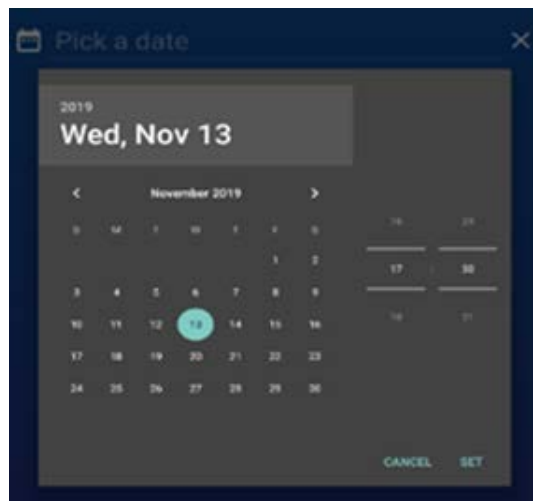 Pick a date
2019
Wed, Nov 13
November 2019
S M T W T F S
1 2
3 4 5 6 7 8 9
10 11 12 13 14 15 16
17 18 19 20 21 22 23
24 25 26 27 28 29 30
17 : 30
CANCEL SET